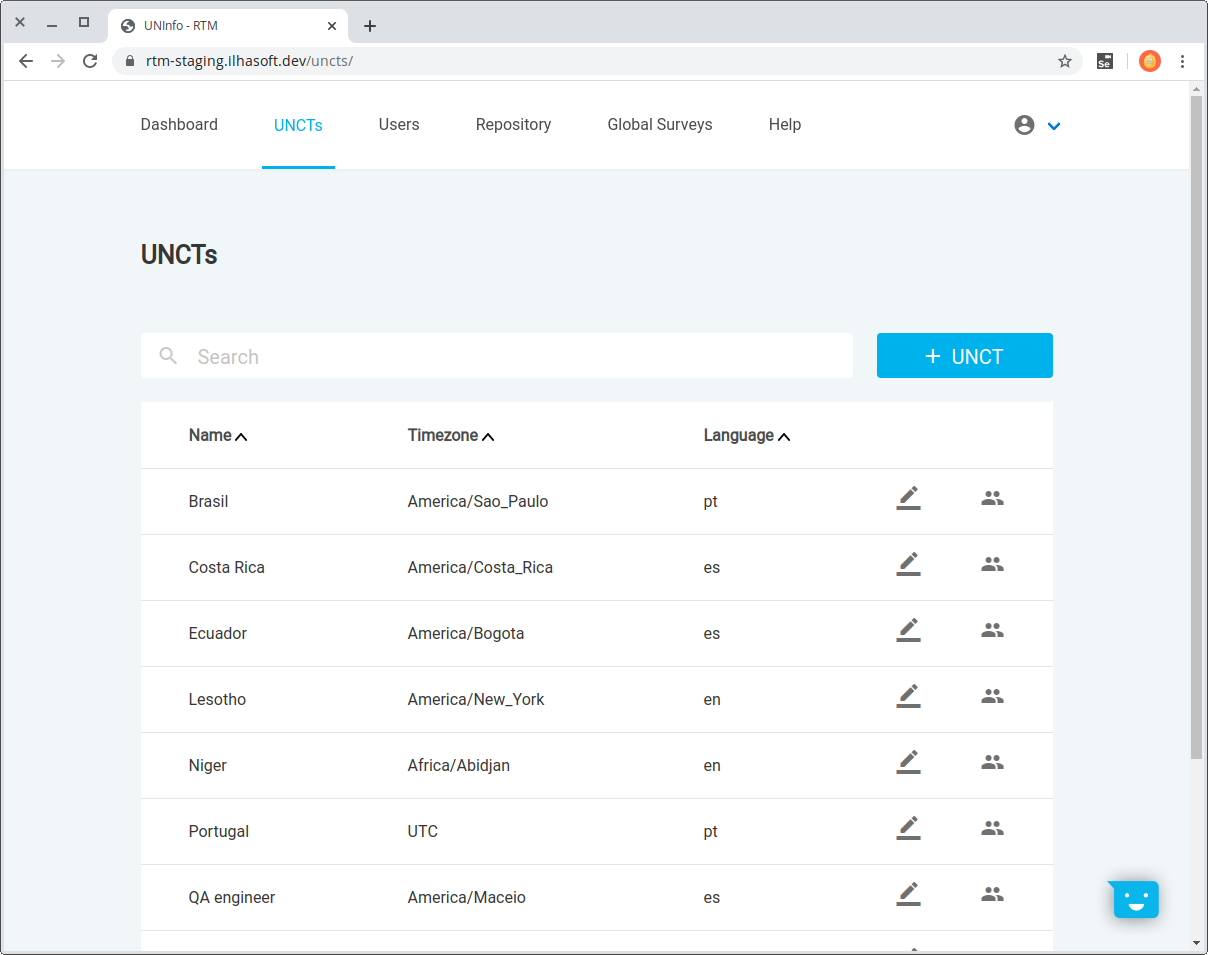 UNInfo - RTM
rtm-staging.ilhasoft.dev/uncts/
Se
Dashboard UNCTs Users Repository Global Surveys Help
UNCTs
Search
+ UNCT
Name Timezone Language
Brasil America/Sao_Paulo pt
Costa Rica America/Costa_Rica es
Ecuador America/Bogota es
Lesotho America/New_York en
Niger Africa/Abidjan en
Portugal UTC pt
QA engineer America/Maceio es